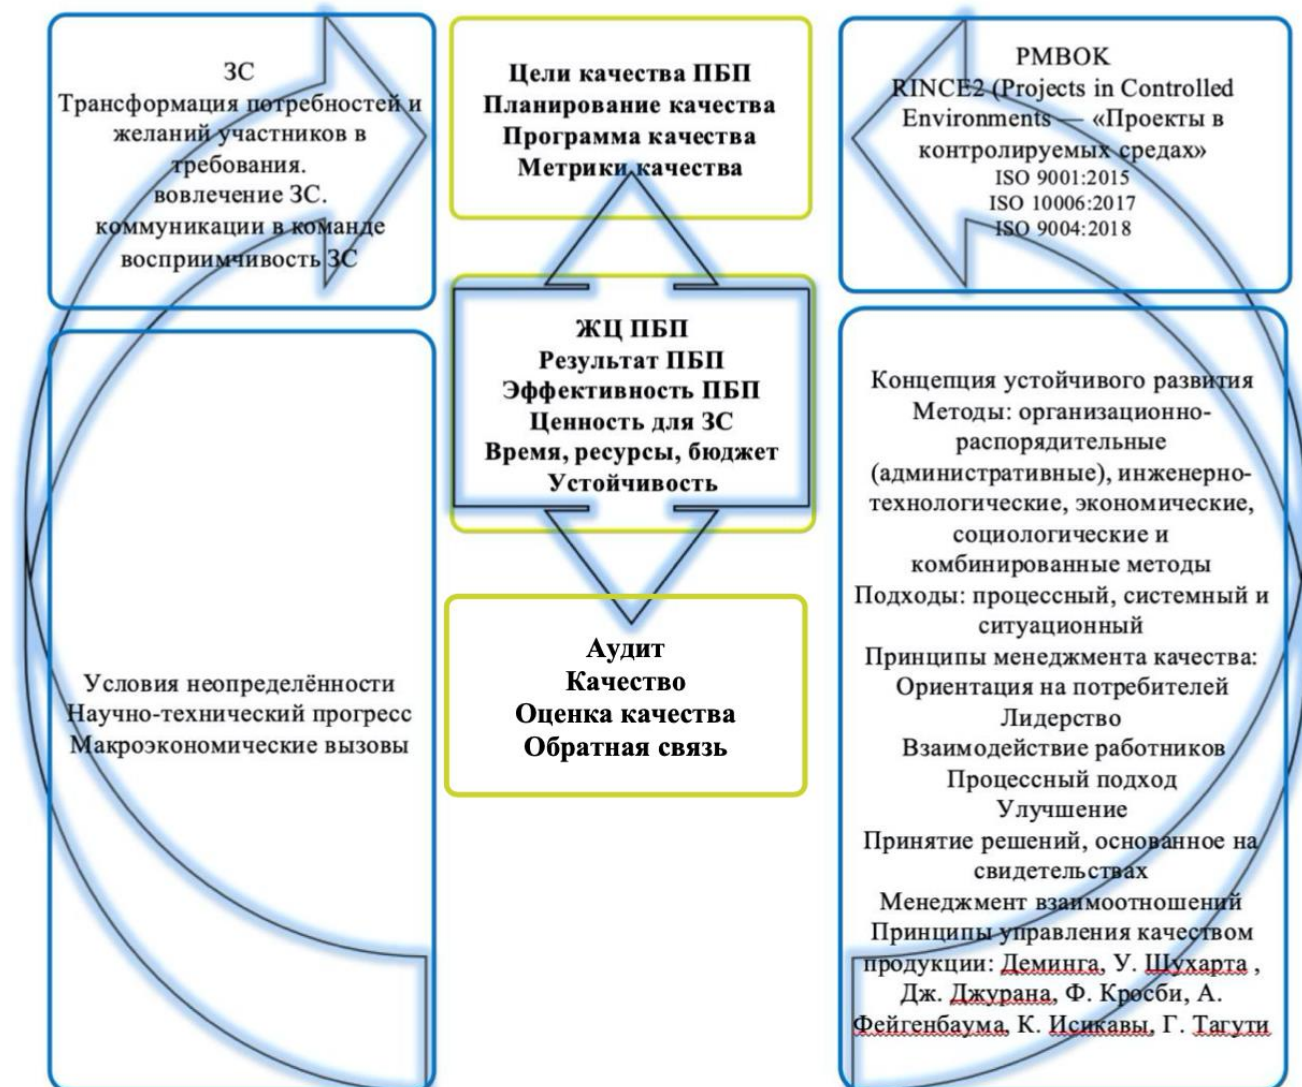 ЗС
Трансформация потребностей и
желаний участников в
требования.
вовлечение ЗС.
коммуникации в команде
восприимчивость ЗС
Цели качества ПБП
Планирование качества
Программа качества
Метрики качества
PMBOK
RINCE2 (Projects in Controlled
Environments — «Проекты в
контролируемых средах»
ISO 9001:2015
ISO 10006:2017
ISO 9004:2018
ЖЦ ПБП
Результат ПБП
Эффективность ПБП
Ценность для ЗС
Время, ресурсы, бюджет
Устойчивость
Условия неопределённости
Научно-технический прогресс
Макроэкономические вызовы
Аудит
Качество
Оценка качества
Обратная связь
Концепция устойчивого развития
Методы: организационно-
распорядительные
(административные), инженерно-
технологические, экономические,
социологические и
комбинированные методы
Подходы: процессный, системный и
ситуационный
Принципы менеджмента качества:
Ориентация на потребителей
Лидерство
Взаимодействие работников
Процессный подход
Улучшение
Принятие решений, основанное на
свидетельствах
Менеджмент взаимоотношений
Принципы управления качеством
продукции: Деминга, У. Шухарта ,
Дж. Джурана, Ф. Кросби, А.
Фейгенбаума, К. Исикавы, Г. Тагути